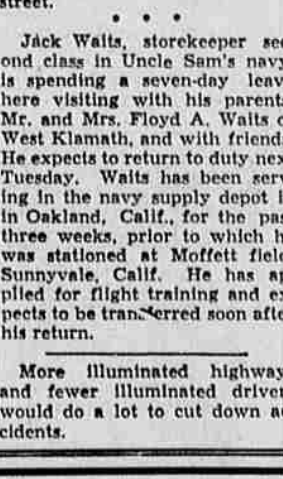 street.
• • •
Jack Waits, storekeeper sec
ond class in Uncle Sam's navy
is spending a seven-day leav
here visiting with his parents
Mr. and Mrs. Floyd A. Waits o
West Klamath, and with friends
He expects to return to duty nex
Tuesday. Waits has been serv
ing in the navy supply depot i
in Oakland, Calif., for the pas
three weeks, prior to which h
was stationed at Moffett field
Sunnyvale, Calif. He has ap
plied for flight training and ex
pects to be transferred soon afte
his return.
More illuminated highway
and fewer illuminated driver
would do a lot to cut down ac
cidents.